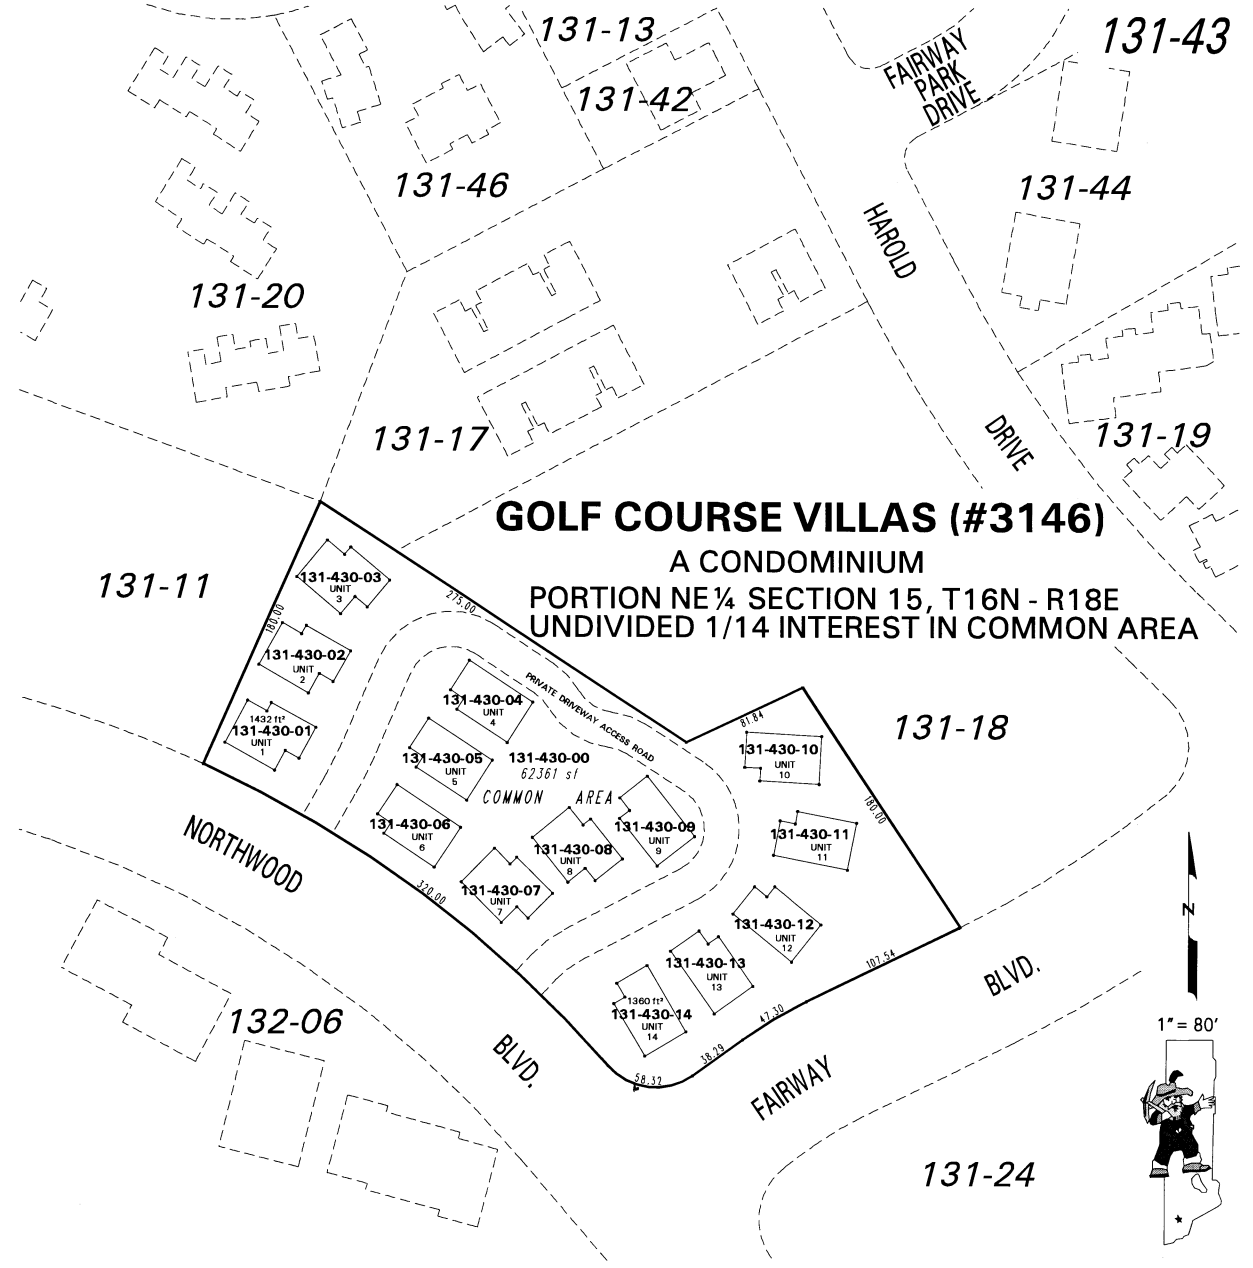 131-13
131-43
FAIRWAY
PARK
DRIVE
131-42
131-46
131-44
HAROLD
131-20
131-17
DRIVE
131-19
GOLF COURSE VILLAS (#3146)
A CONDOMINIUM
PORTION NE ¼ SECTION 15, T16N - R18E
UNDIVIDED 1/14 INTEREST IN COMMON AREA
131-11
131-430-03
UNIT
3
275.00
180.00
131-430-02
UNIT
2
1432 ft²
131-430-01
UNIT
1
PRIVATE DRIVEWAY ACCESS ROAD
131-430-04
UNIT
4
131-430-05
UNIT
5
131-430-00
62361 sf
COMMON AREA
81.84
131-18
131-430-10
UNIT
10
180.00
131-430-06
UNIT
6
131-430-09
UNIT
9
131-430-11
UNIT
11
131-430-08
UNIT
8
NORTHWOOD
320.00
131-430-07
UNIT
7
131-430-12
UNIT
12
N
131-430-13
UNIT
13
107.54
BLVD.
1360 ft²
131-430-14
UNIT
14
47.30
132-06
1" = 80'
38.29
BLVD.
58.32
FAIRWAY
131-24